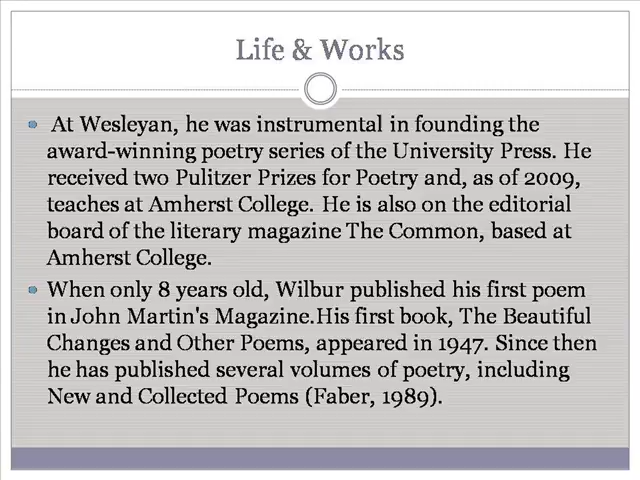 Life & Works
At Wesleyan, he was instrumental in founding the
award-winning poetry series of the University Press. He
received two Pulitzer Prizes for Poetry and, as of 2009,
teaches at Amherst College. He is also on the editorial
board of the literary magazine The Common, based at
Amherst College.
When only 8 years old, Wilbur published his first poem
in John Martin's Magazine.His first book, The Beautiful
Changes and Other Poems, appeared in 1947. Since then
he has published several volumes of poetry, including
New and Collected Poems (Faber, 1989).